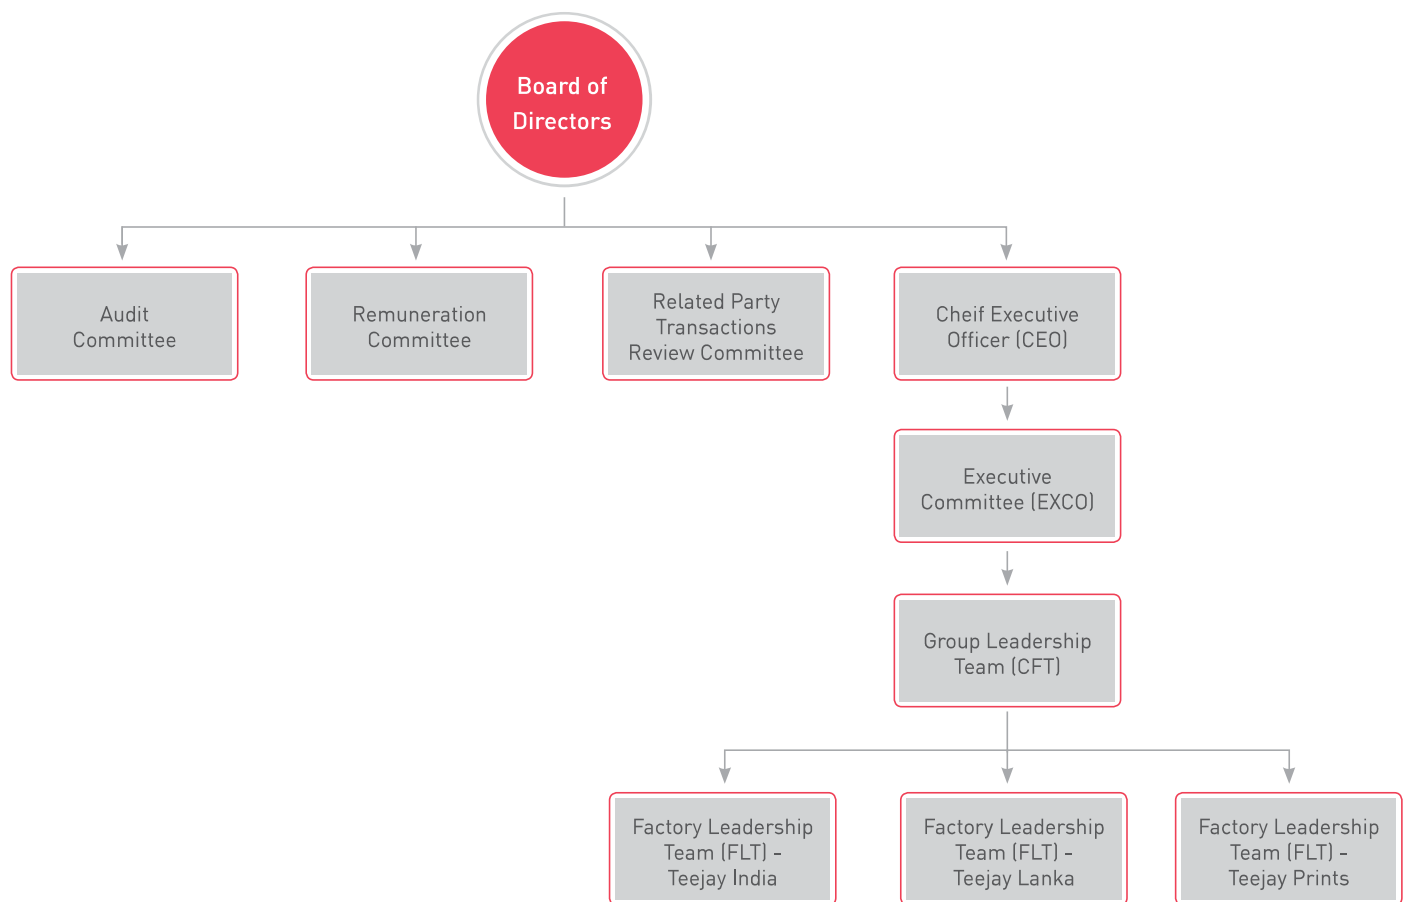 Board of
Directors
Audit
Committee
Remuneration
Committee
Related Party
Transactions
Review Committee
Cheif Executive
Officer (CEO)
Executive
Committee (EXCO)
Group Leadership
Team (CFT)
Factory Leadership
Team (FLT) -
Teejay India
Factory Leadership
Team (FLT) -
Teejay Lanka
Factory Leadership
Team (FLT) -
Teejay Prints